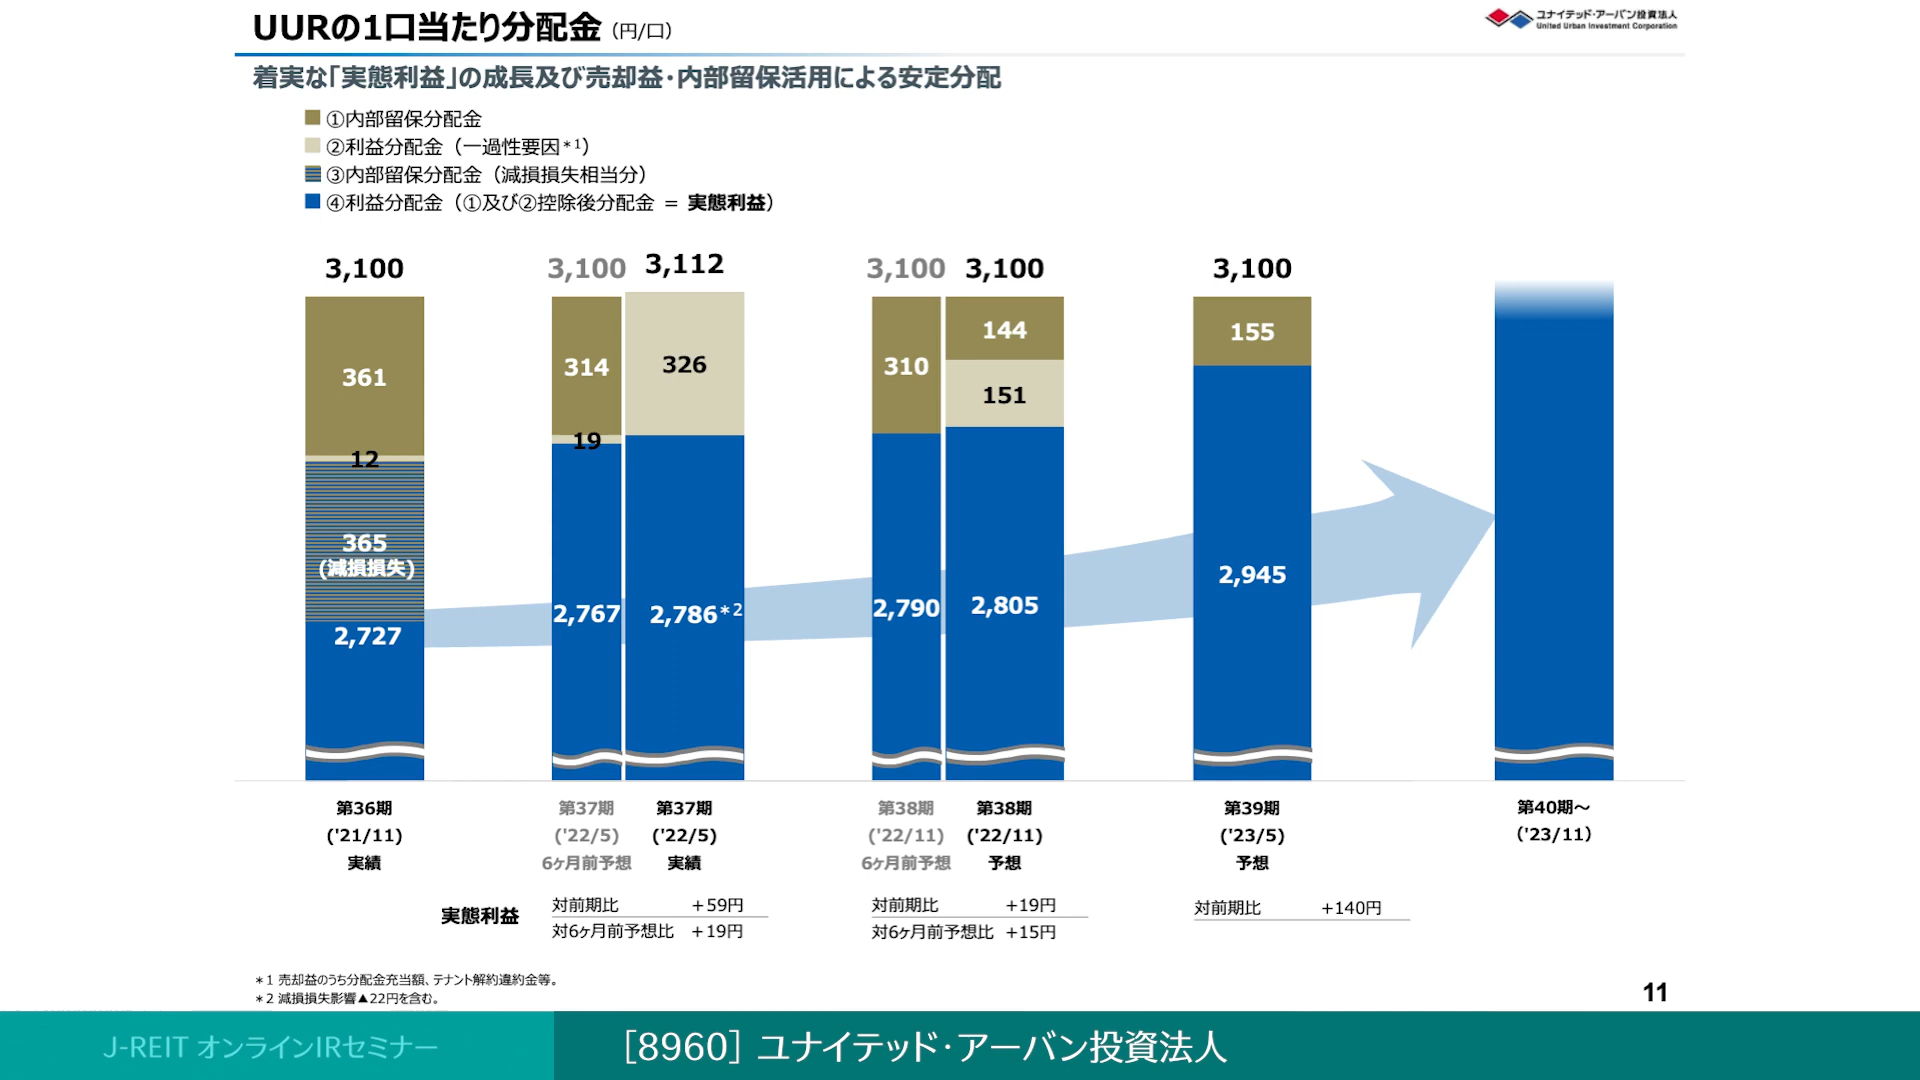 UURの1口当たり分配金（円/口）
ユナイテッド・アーバン投資法人
United Urban Investment Corporation
着実な「実態利益」の成長及び売却益・内部留保活用による安定分配
①内部留保分配金
②利益分配金（一過性要因＊1）
③内部留保分配金（減損損失相当分）
④利益分配金（①及び②控除後分配金 ＝ 実態利益）
3,100
3,100
3,112
3,100
3,100
3,100
361
12
365
(減損損失)
2,727
314
19
2,767
326
2,786＊2
310
2,790
144
151
2,805
155
2,945
第36期
('21/11)
実績
第37期
('22/5)
6ヶ月前予想
第37期
('22/5)
実績
第38期
('22/11)
6ヶ月前予想
第38期
('22/11)
予想
第39期
('23/5)
予想
第40期～
('23/11)
実態利益
対前期比 ＋59円
対6ヶ月前予想比 ＋19円
対前期比 ＋19円
対6ヶ月前予想比 ＋15円
対前期比 ＋140円
＊1 売却益のうち分配金充当額、テナント解約違約金等。
＊2 減損損失影響▲22円を含む。
11
J-REIT オンラインIRセミナー
［8960］ユナイテッド・アーバン投資法人